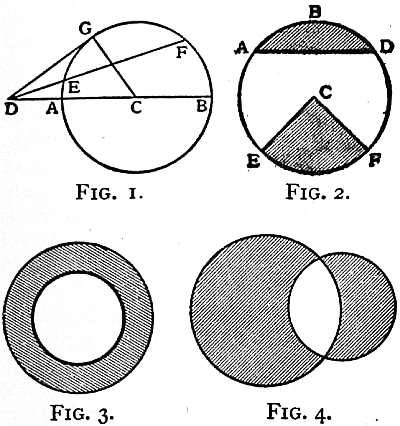 G
F
E
D A C B
FIG. 1.
B
A D
C
E F
FIG. 2.
FIG. 3.
FIG. 4.